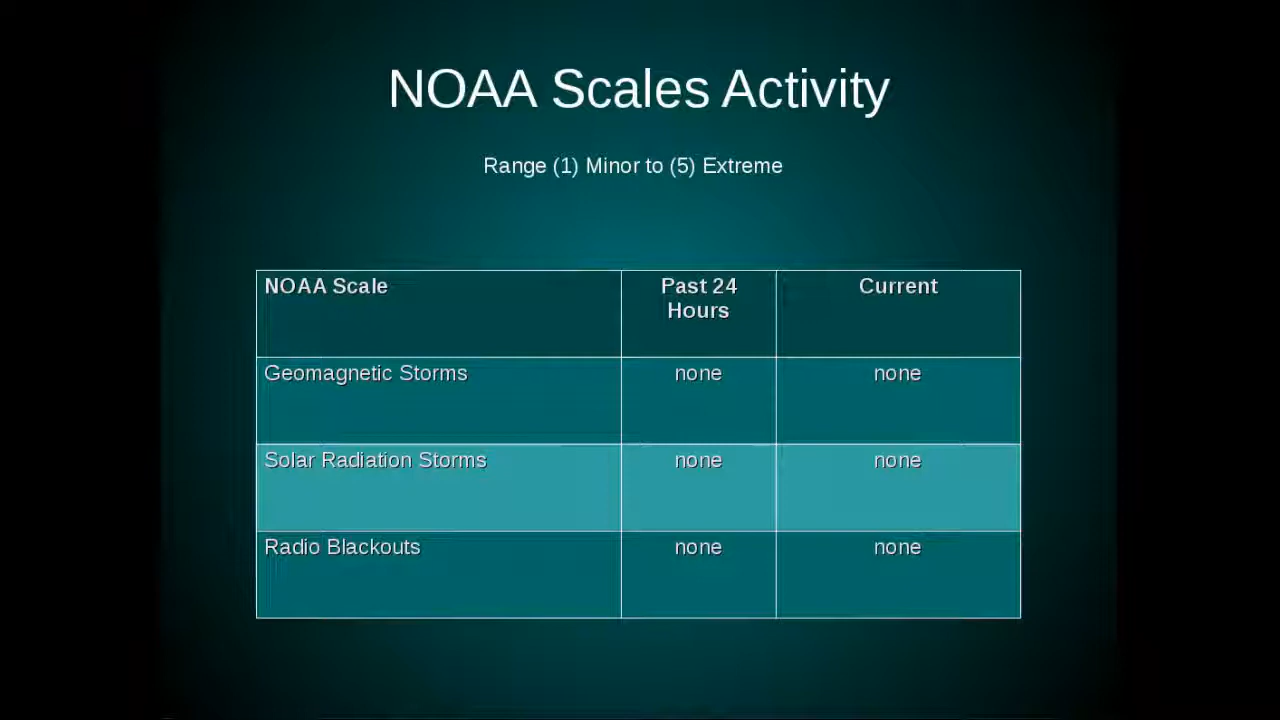 NOAA Scales Activity
Range (1) Minor to (5) Extreme
NOAA Scale Past 24 Hours Current
Geomagnetic Storms none none
Solar Radiation Storms none none
Radio Blackouts none none